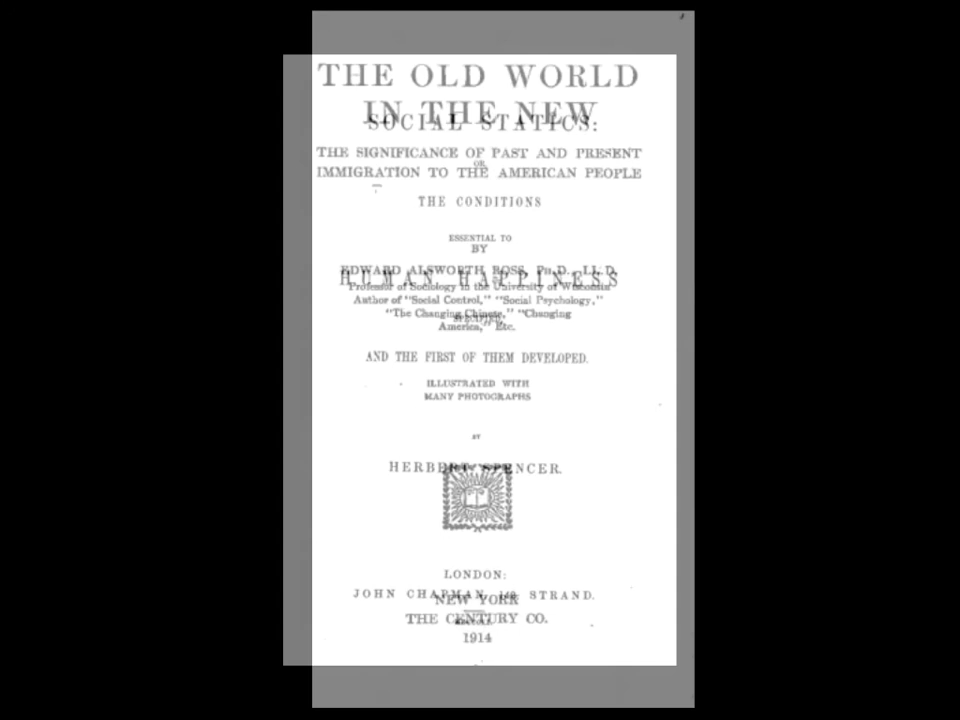 THE OLD WORLD
IN THE NEW
SOCIAL STATICS:
THE SIGNIFICANCE OF PAST AND PRESENT
OR,
IMMIGRATION TO THE AMERICAN PEOPLE
THE CONDITIONS
ESSENTIAL TO
BY
EDWARD ALSWORTH ROSS, PH.D., LL.D.
HUMAN HAPPINESS
Professor of Sociology in the University of Wisconsin
Author of "Social Control," "Social Psychology,"
"The Changing Chinese," "Changing
SPECIFIED,
America," Etc.
AND THE FIRST OF THEM DEVELOPED.
ILLUSTRATED WITH
MANY PHOTOGRAPHS
BY
HERBERT SPENCER.
LONDON:
JOHN CHAPMAN, 142, STRAND.
NEW YORK
THE CENTURY CO.
1914